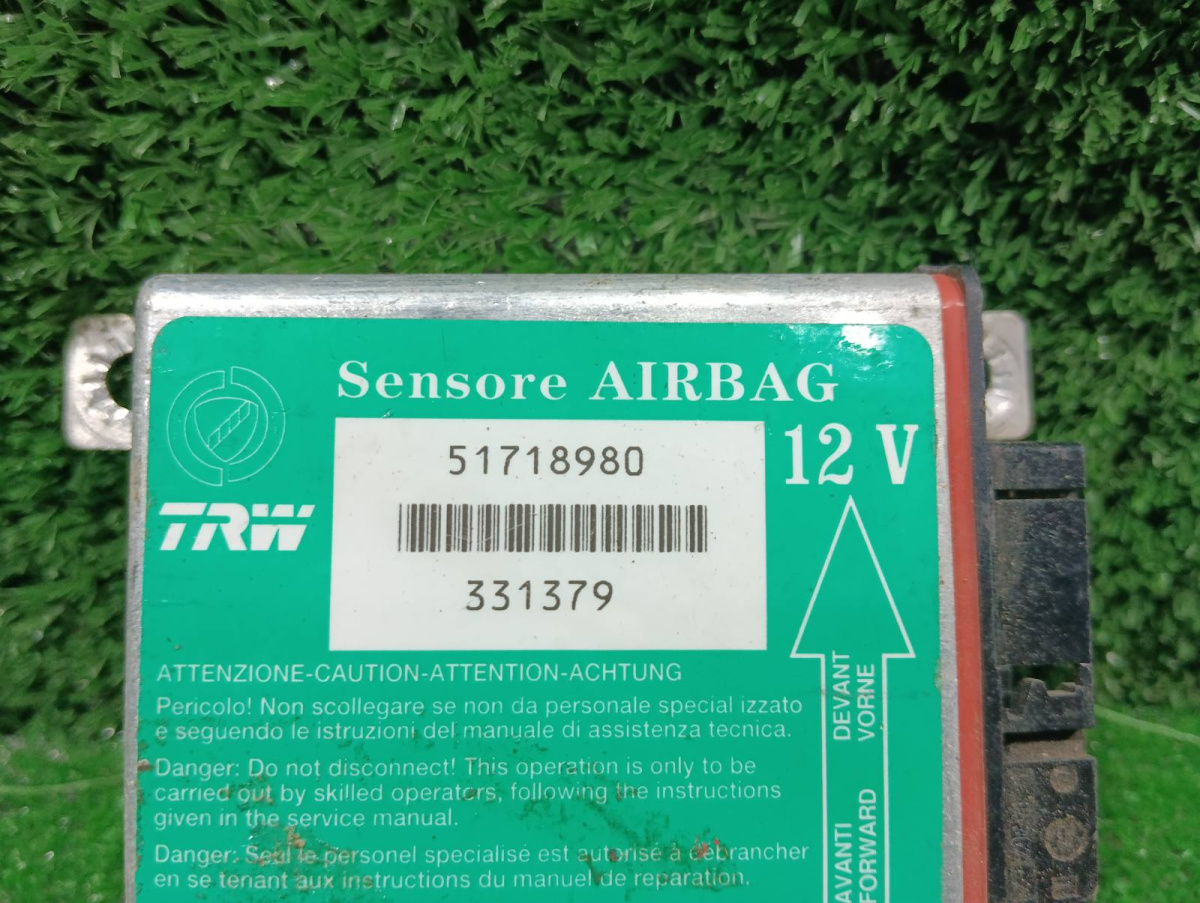 Sensore AIRBAG
51718980
12 V
TRW
331379
ATTENZIONE-CAUTION-ATTENTION-ACHTUNG
Pericolo! Non scollegare se non da personale special izzato
e seguendo le istruzioni del manuale di assistenza tecnica.
Danger: Do not disconnect! This operation is only to be
carried out by skilled operators, following the instructions
given in the service manual.
Danger: Seul le personel specialisé est autorisé à debrancher
en se tenant aux instructions du manuel de reparation.
DEVANT
VORNE
AVANTI
FORWARD